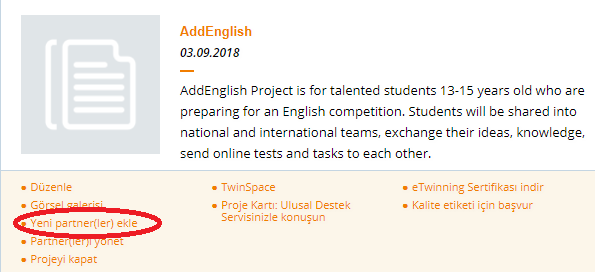 AddEnglish
03.09.2018
AddEnglish Project is for talented students 13-15 years old who are
preparing for an English competition. Students will be shared into
national and international teams, exchange their ideas, knowledge,
send online tests and tasks to each other.
Düzenle
Görsel galerisi
Yeni partner(ler) ekle
Partner(ler)i yönet
Projeyi kapat
TwinSpace
Proje Kartı: Ulusal Destek
Servisinizle konuşun
eTwinning Sertifikası indir
Kalite etiketi için başvur